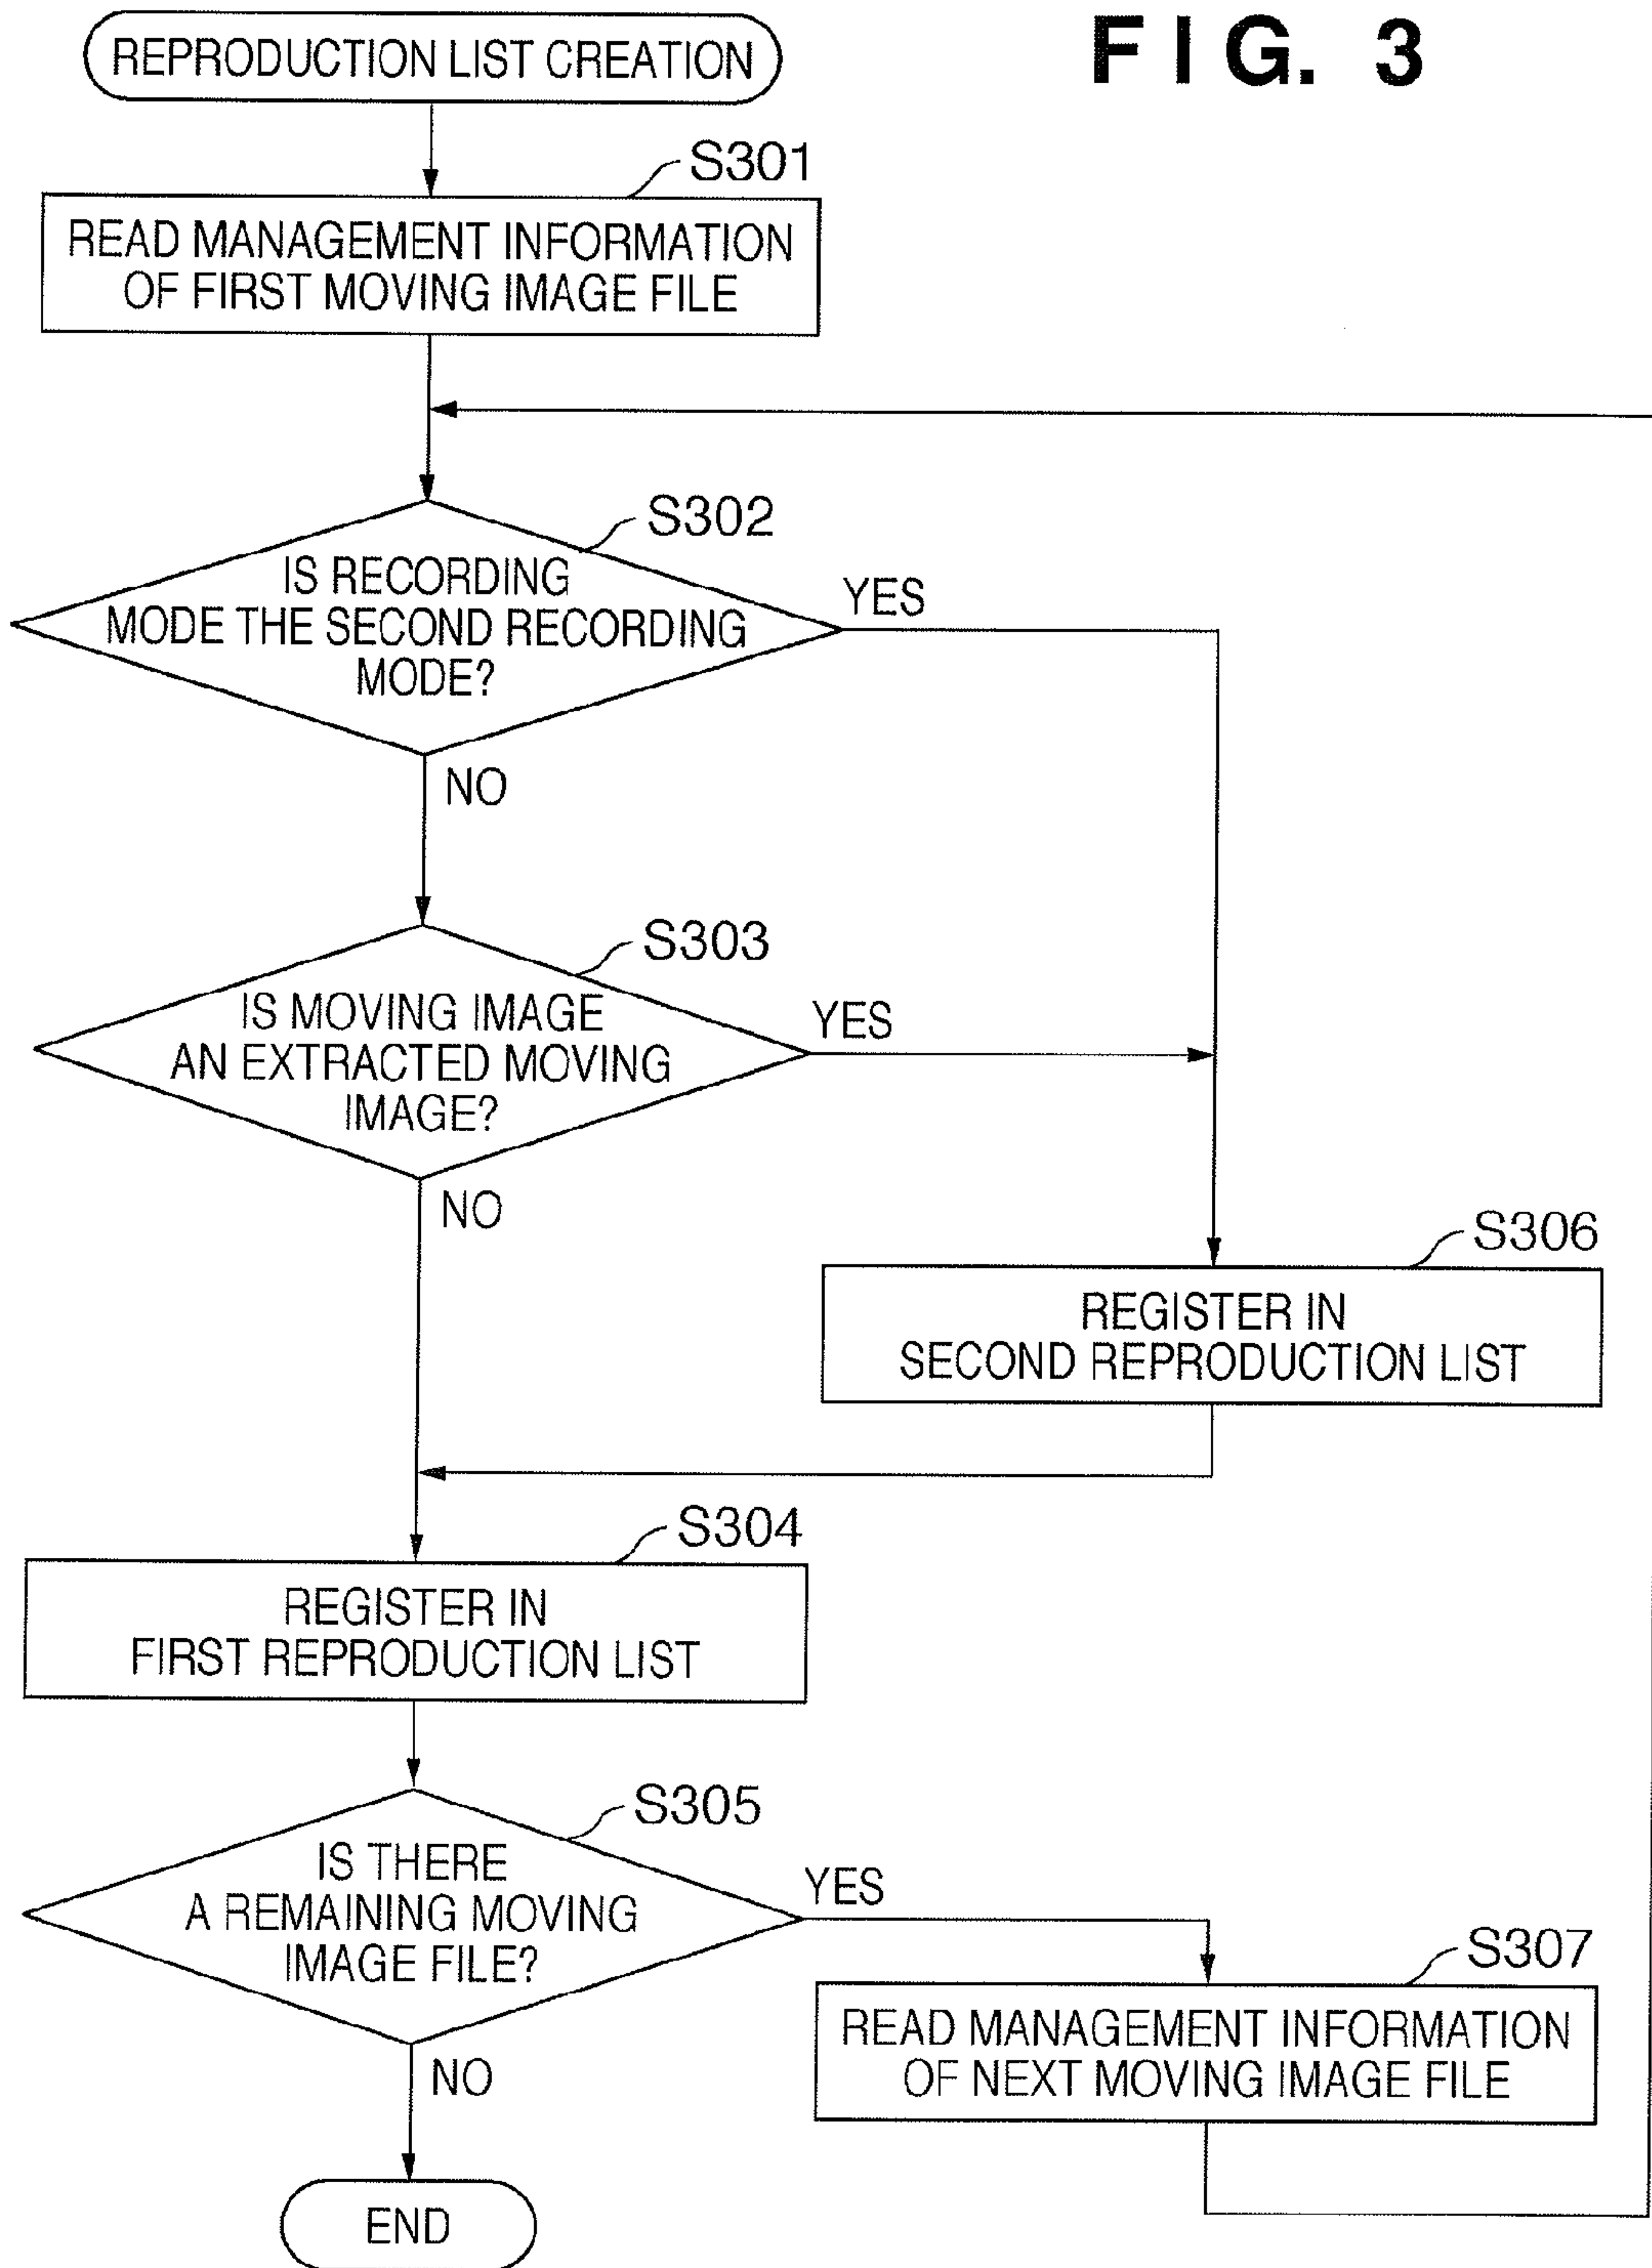 REPRODUCTION LIST CREATION
FIG. 3
S301
READ MANAGEMENT INFORMATION
OF FIRST MOVING IMAGE FILE
S302
IS RECORDING
MODE THE SECOND RECORDING
MODE?
YES
NO
S303
IS MOVING IMAGE
AN EXTRACTED MOVING
IMAGE?
YES
NO
S306
REGISTER IN
SECOND REPRODUCTION LIST
S304
REGISTER IN
FIRST REPRODUCTION LIST
S305
IS THERE
A REMAINING MOVING
IMAGE FILE?
YES
NO
S307
READ MANAGEMENT INFORMATION
OF NEXT MOVING IMAGE FILE
END